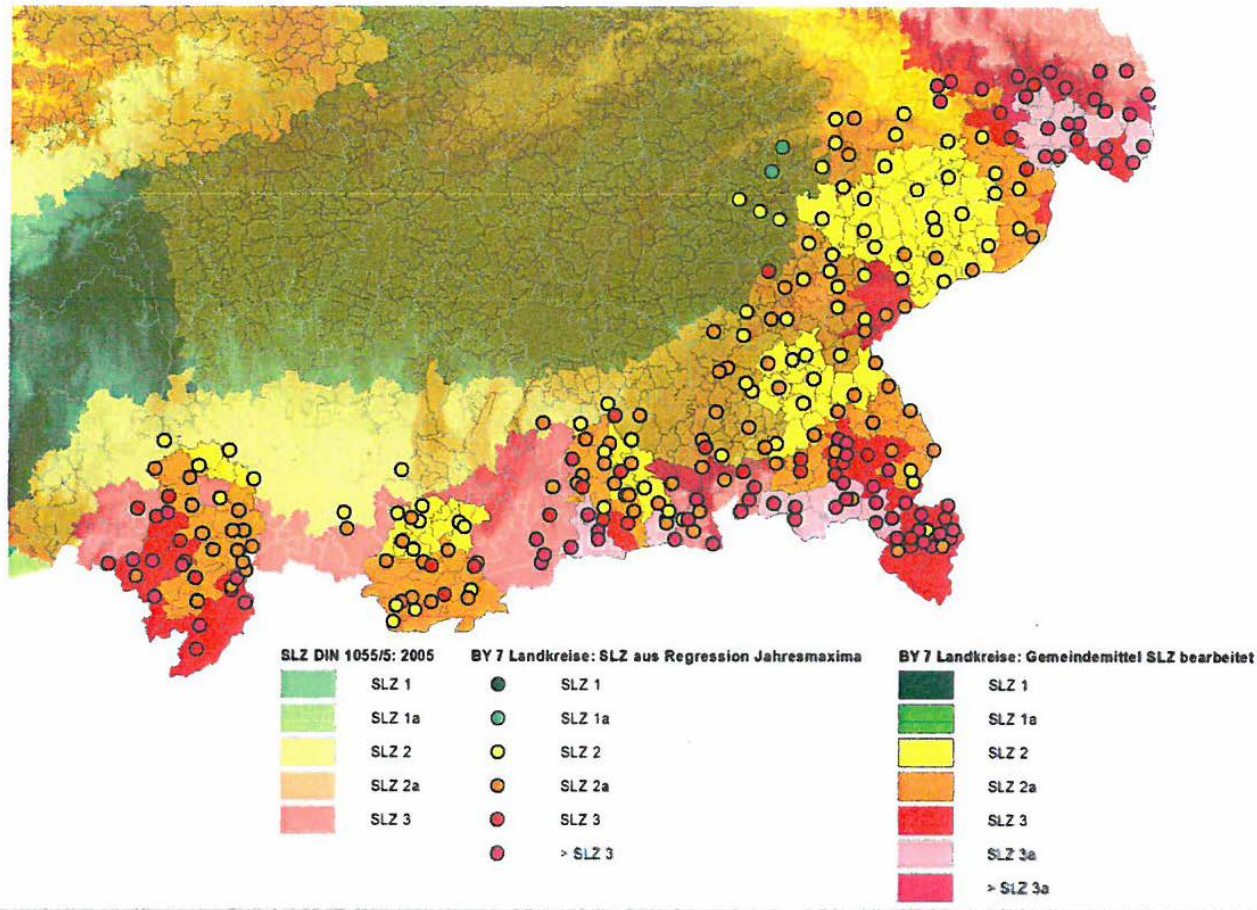 SLZ DIN 1055/5: 2005
SLZ 1
SLZ 1a
SLZ 2
SLZ 2a
SLZ 3
BY 7 Landkreise: SLZ aus Regression Jahresmaxima
SLZ 1
SLZ 1a
SLZ 2
SLZ 2a
SLZ 3
> SLZ 3
BY 7 Landkreise: Gemeindemittel SLZ bearbeitet
SLZ 1
SLZ 1a
SLZ 2
SLZ 2a
SLZ 3
SLZ 3a
> SLZ 3a